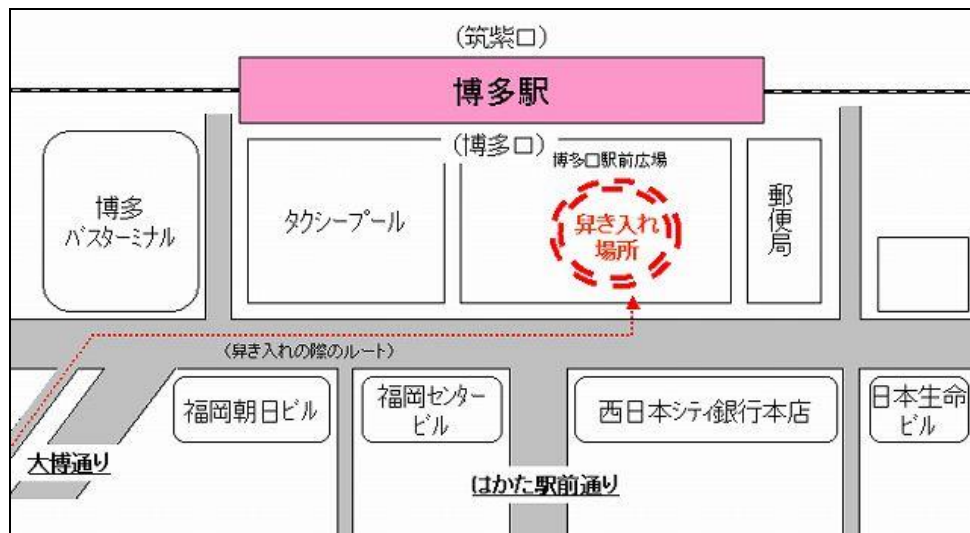 (筑紫口)
博多駅
(博多口)
博多口駅前広場
博多
バスターミナル
タクシープール
舁き入れ
場所
郵便局
(舁き入れの際のルート)
福岡朝日ビル
福岡センター
ビル
西日本シティ銀行本店
日本生命
ビル
大博通り
はかた駅前通り